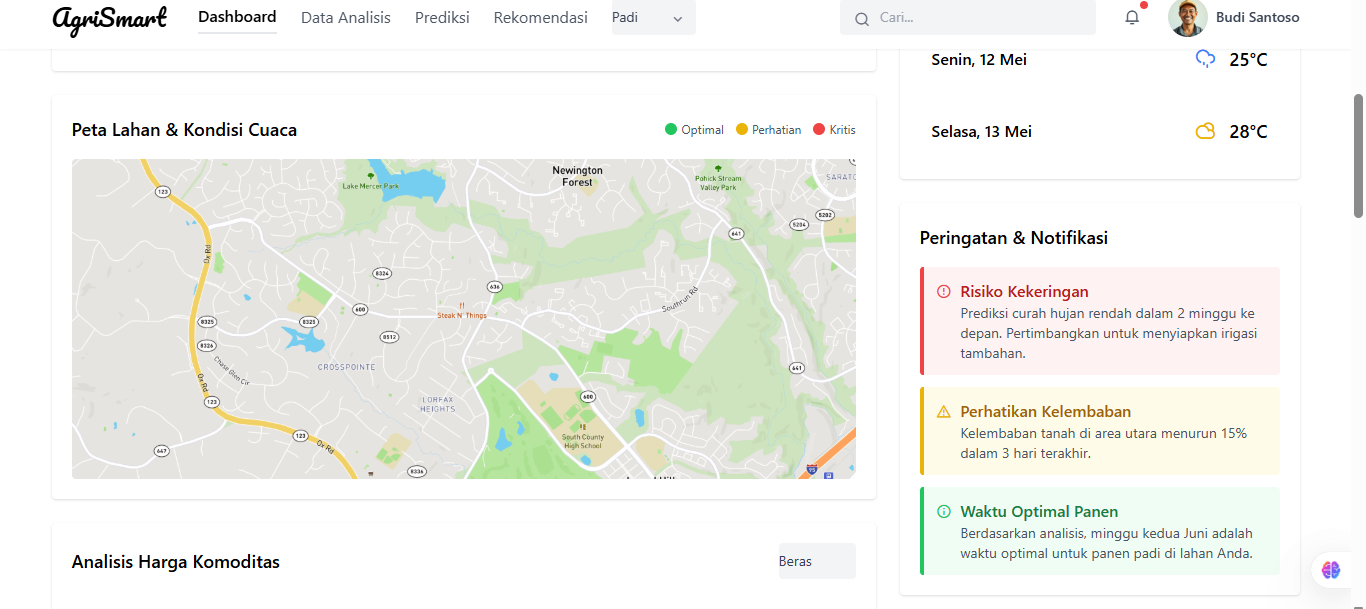 AgriSmart
Dashboard
Data Analisis
Prediksi
Rekomendasi
Padi
Cari...
Budi Santoso
Senin, 12 Mei
25°C
Selasa, 13 Mei
28°C
Peta Lahan & Kondisi Cuaca
Optimal
Perhatian
Kritis
Newington
Forest
Lake Mercer Park
Pohick Stream
Valley Park
SARATO
123
5202
5204
641
Ox Rd
8324
636
600
Southrun Rd
Steak N' Things
8325
8325
8326
8512
Chase Glen Cir
CROSSPOINTE
641
Ox Rd
LORFAX
HEIGHTS
600
123
South County
High School
123
Ox Rd
647
8336
95
Peringatan & Notifikasi
Risiko Kekeringan
Prediksi curah hujan rendah dalam 2 minggu ke
depan. Pertimbangkan untuk menyiapkan irigasi
tambahan.
Perhatikan Kelembaban
Kelembaban tanah di area utara menurun 15%
dalam 3 hari terakhir.
Waktu Optimal Panen
Berdasarkan analisis, minggu kedua Juni adalah
waktu optimal untuk panen padi di lahan Anda.
Analisis Harga Komoditas
Beras